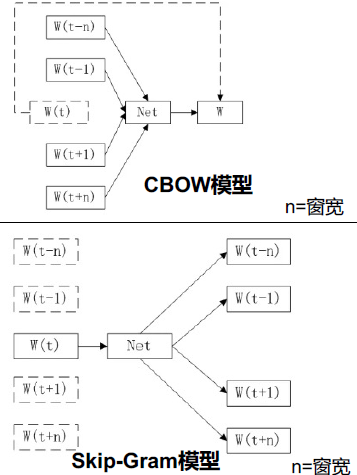 W(t-n)
W(t-1)
W(t)
Net
W
W(t+1)
W(t+n)
CBOW模型
n=窗宽
W(t-n)
W(t-n)
W(t-1)
W(t-1)
W(t)
Net
W(t+1)
W(t+1)
W(t+n)
W(t+n)
Skip-Gram模型
n=窗宽